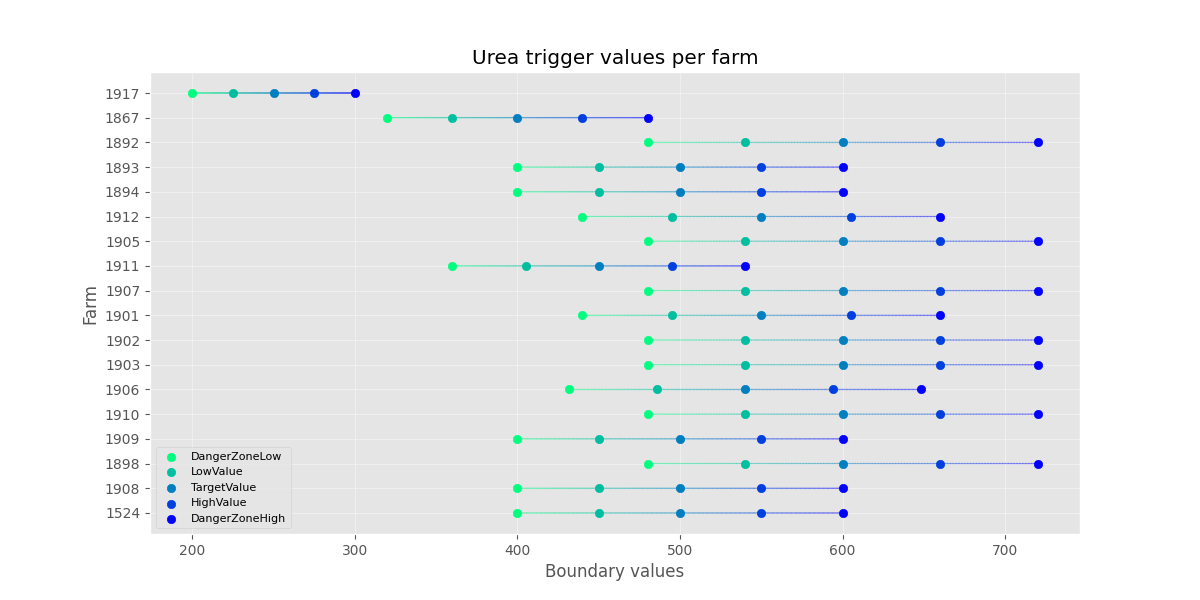 Urea trigger values per farm
1917
1867
1892
1893
1894
1912
1905
1911
1907
1901
1902
1903
1906
1910
1909
1898
1908
1524
Farm
DangerZoneLow
LowValue
TargetValue
HighValue
DangerZoneHigh
200 300 400 500 600 700
Boundary values